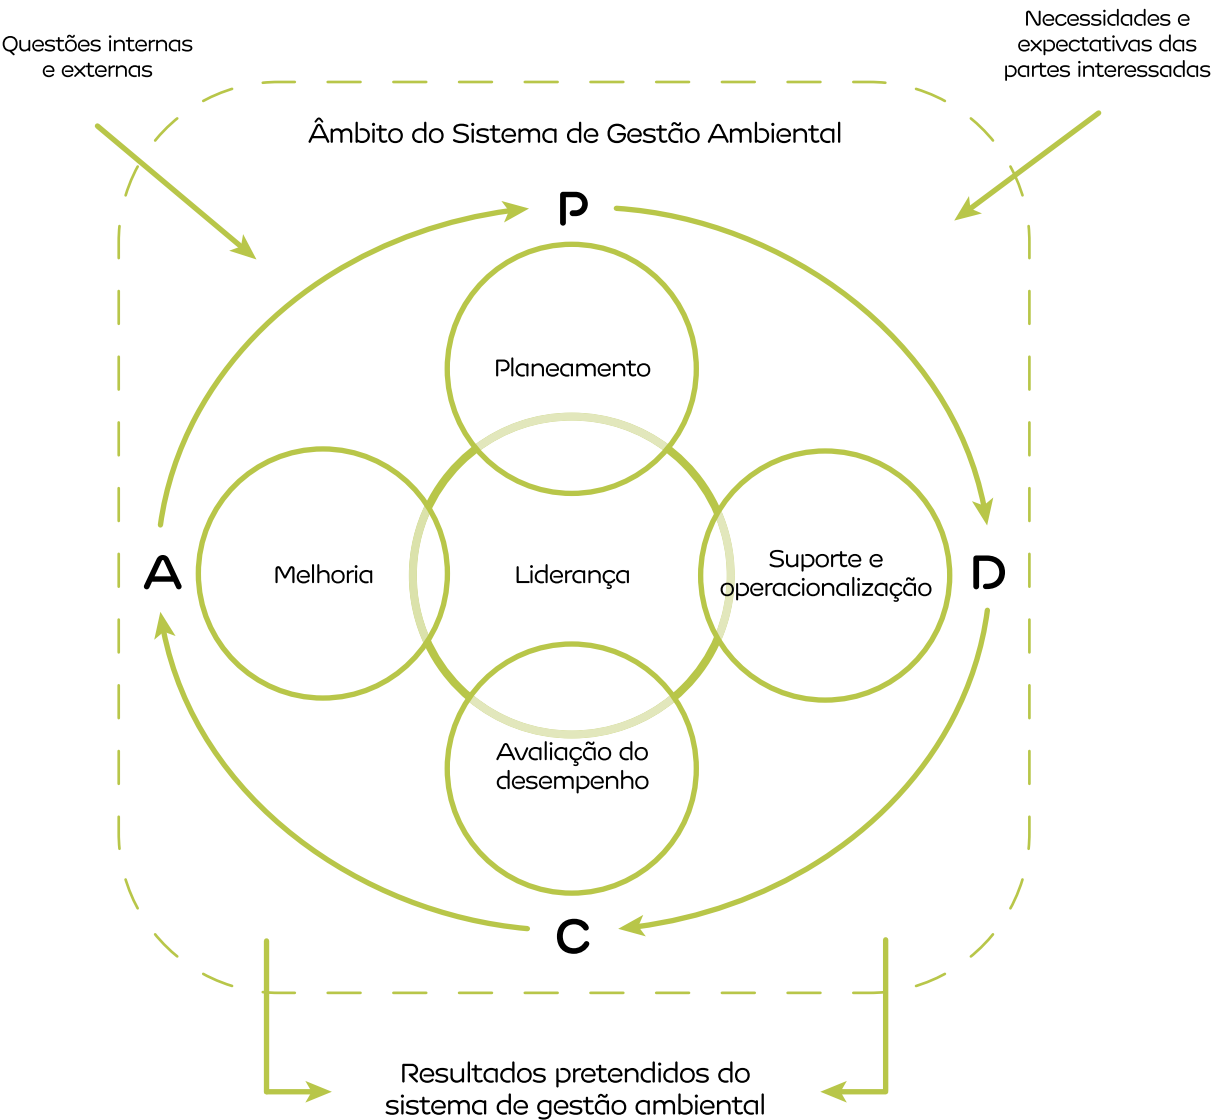 Questões internas
e externas
Necessidades e
expectativas das
partes interessadas
Âmbito do Sistema de Gestão Ambiental
P
Planeamento
A
Melhoria
Liderança
Suporte e
operacionalização
D
Avaliação do
desempenho
C
Resultados pretendidos do
sistema de gestão ambiental